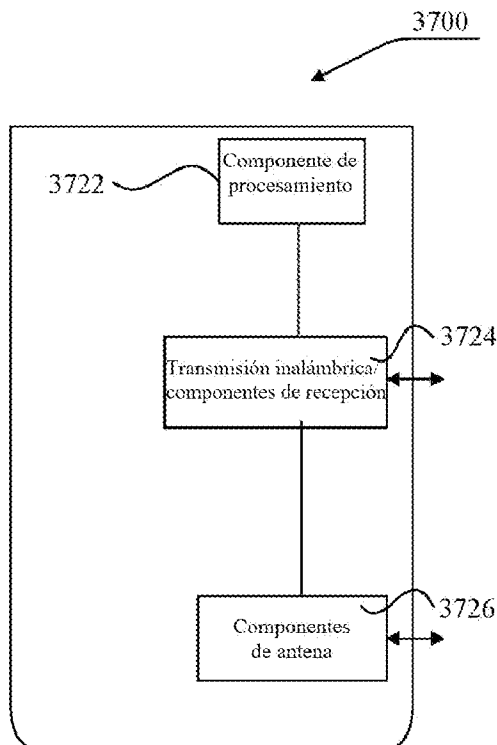 3700
Componente de
procesamiento
3722
3724
Transmisión inalámbrica/
componentes de recepción
3726
Componentes
de antena